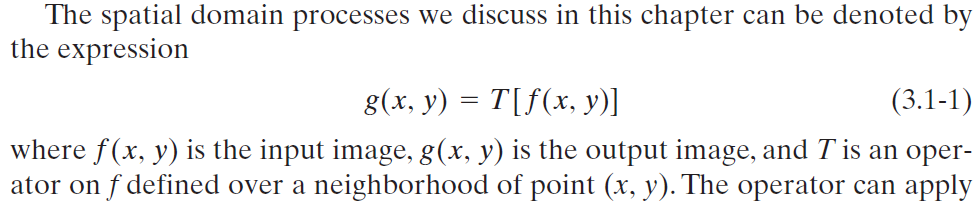 The spatial domain processes we discuss in this chapter can be denoted by
the expression
g(x, y) = T[f(x, y)] (3.1-1)
where f(x, y) is the input image, g(x, y) is the output image, and T is an oper-
ator on f defined over a neighborhood of point (x, y). The operator can apply